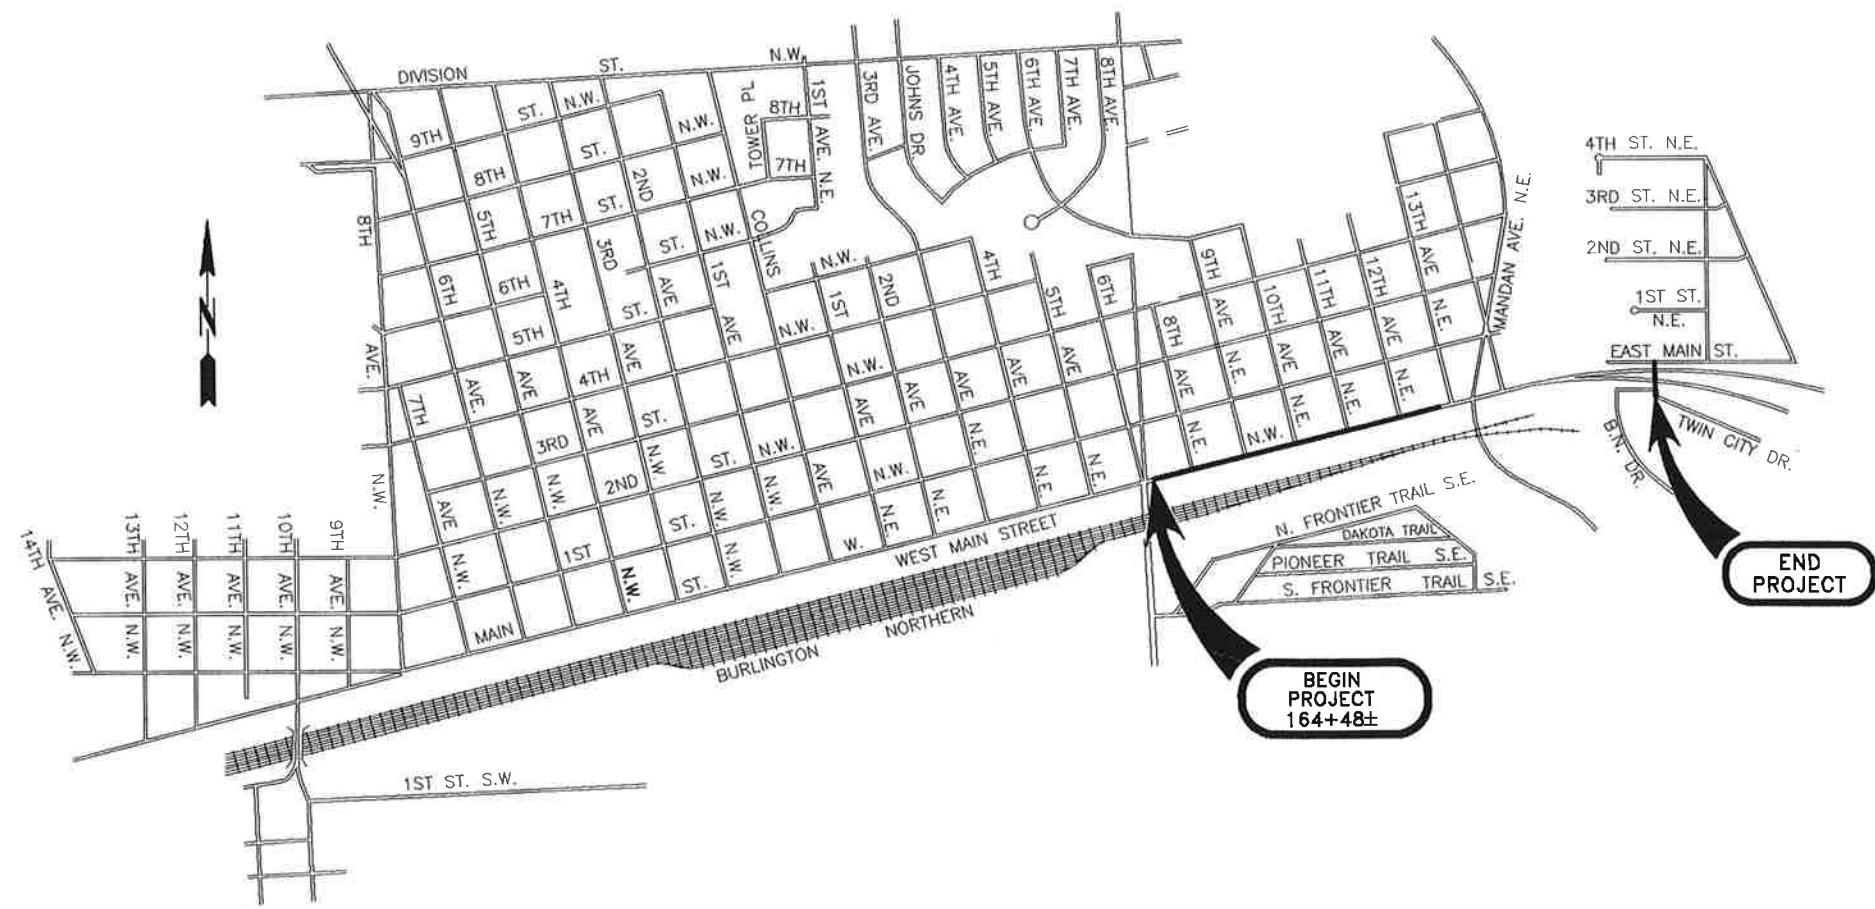 DIVISION
ST.
N.W.
9TH
ST.
N.W.
8TH
ST.
N.W.
7TH
ST.
N.W.
6TH
ST.
N.W.
5TH
ST.
N.W.
4TH
ST.
N.W.
3RD
ST.
N.W.
2ND
ST.
N.W.
1ST
ST.
W.
MAIN
WEST MAIN STREET
BURLINGTON
NORTHERN
TOWER PL
8TH
7TH
1ST AVE. N.E.
3RD AVE.
JOHNS DR.
4TH AVE.
5TH AVE.
6TH AVE.
7TH AVE.
8TH AVE.
8TH
AVE.
N.W.
7TH
AVE
N.W.
6TH
AVE.
N.W.
5TH
AVE
N.W.
4TH
AVE
N.W.
3RD
AVE
N.W.
2ND
AVE
N.W.
1ST
AVE
N.W.
COLLINS
AVE
1ST
AVE
N.E.
2ND
AVE
N.E.
4TH
AVE
N.E.
5TH
AVE
N.E.
6TH
8TH
AVE
N.E.
9TH
AVE
N.E.
10TH
AVE
N.E.
11TH
AVE
N.E.
12TH
AVE
N.E.
13TH
AVE
N.E.
N.W.
MANDAN AVE. N.E.
4TH ST. N.E.
3RD ST. N.E.
2ND ST. N.E.
1ST ST.
N.E.
EAST MAIN ST.
TWIN CITY DR.
B.N. DR.
N. FRONTIER TRAIL S.E.
DAKOTA TRAIL
PIONEER TRAIL S.E.
S. FRONTIER TRAIL S.E.
14TH AVE. N.W.
13TH AVE. N.W.
12TH AVE. N.W.
11TH AVE. N.W.
10TH AVE. N.W.
9TH AVE. N.W.
1ST ST. S.W.
N
BEGIN
PROJECT
164+48±
END
PROJECT